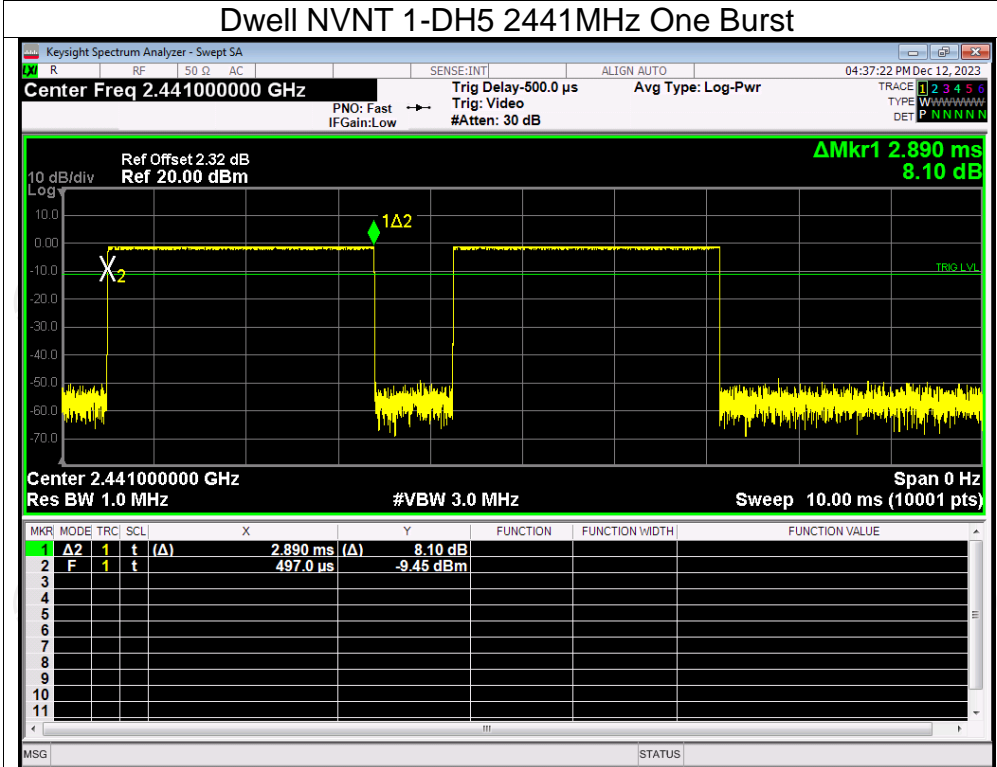 Dwell NVNT 1-DH5 2441MHz One Burst
Keysight Spectrum Analyzer - Swept SA
LXI R RF 50 Ω AC SENSE:INT ALIGN AUTO 04:37:22 PM Dec 12, 2023
Center Freq 2.441000000 GHz
PNO: Fast
IFGain:Low
Trig Delay-500.0 µs
Trig: Video
#Atten: 30 dB
Avg Type: Log-Pwr
TRACE 1 2 3 4 5 6
TYPE WWWWWW
DET P N N N N N
ΔMkr1 2.890 ms
8.10 dB
Ref Offset 2.32 dB
10 dB/div Ref 20.00 dBm
Log
10.0
0.00
-10.0
-20.0
-30.0
-40.0
-50.0
-60.0
-70.0
1Δ2
2
TRIG LVL
Center 2.441000000 GHz Span 0 Hz
Res BW 1.0 MHz #VBW 3.0 MHz Sweep 10.00 ms (10001 pts)
MKR MODE TRC SCL X Y FUNCTION FUNCTION WIDTH FUNCTION VALUE
1 Δ2 1 t (Δ) 2.890 ms (Δ) 8.10 dB
2 F 1 t 497.0 µs -9.45 dBm
3
4
5
6
7
8
9
10
11
MSG STATUS